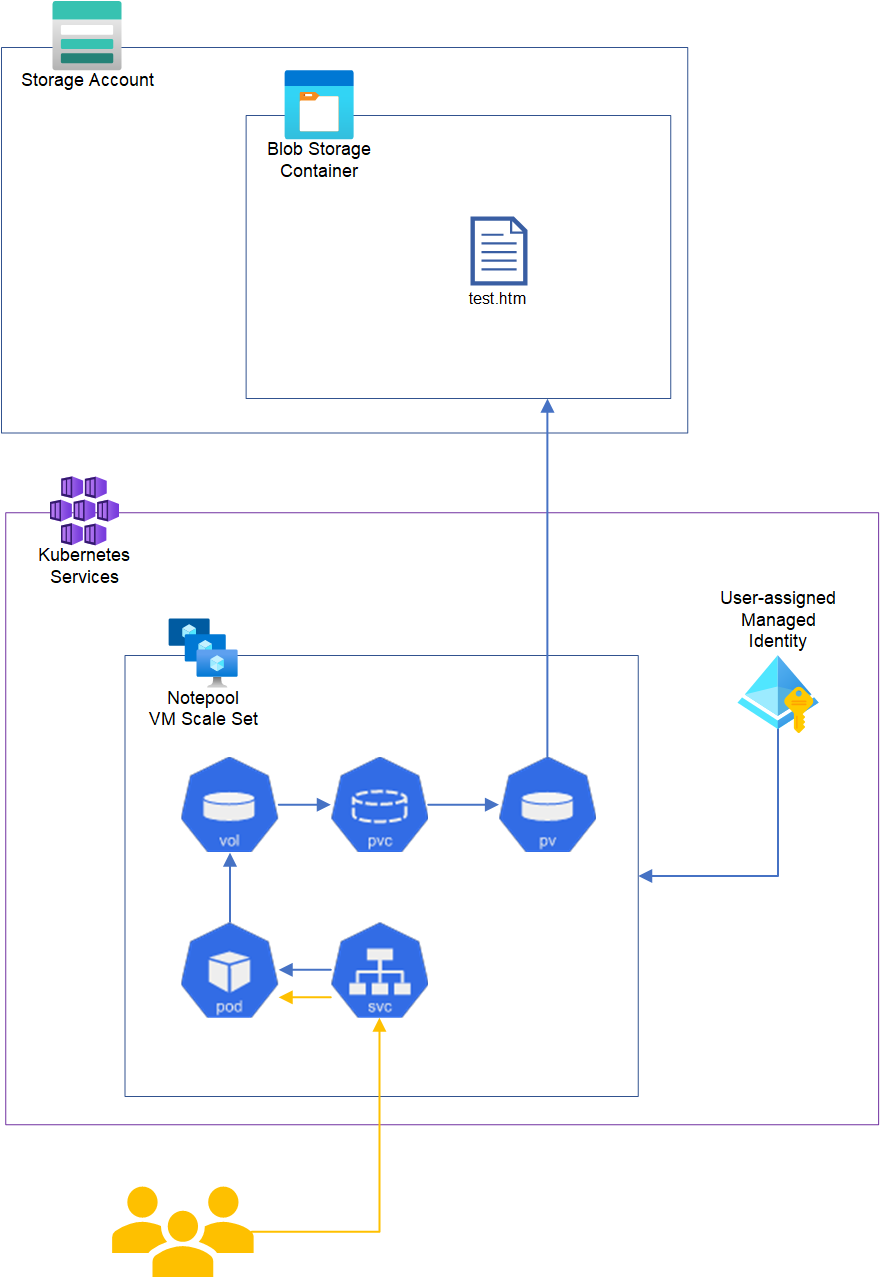 Storage Account
Blob Storage
Container
test.htm
Kubernetes
Services
User-assigned
Managed
Identity
Notepool
VM Scale Set
vol
pvc
pv
pod
svc